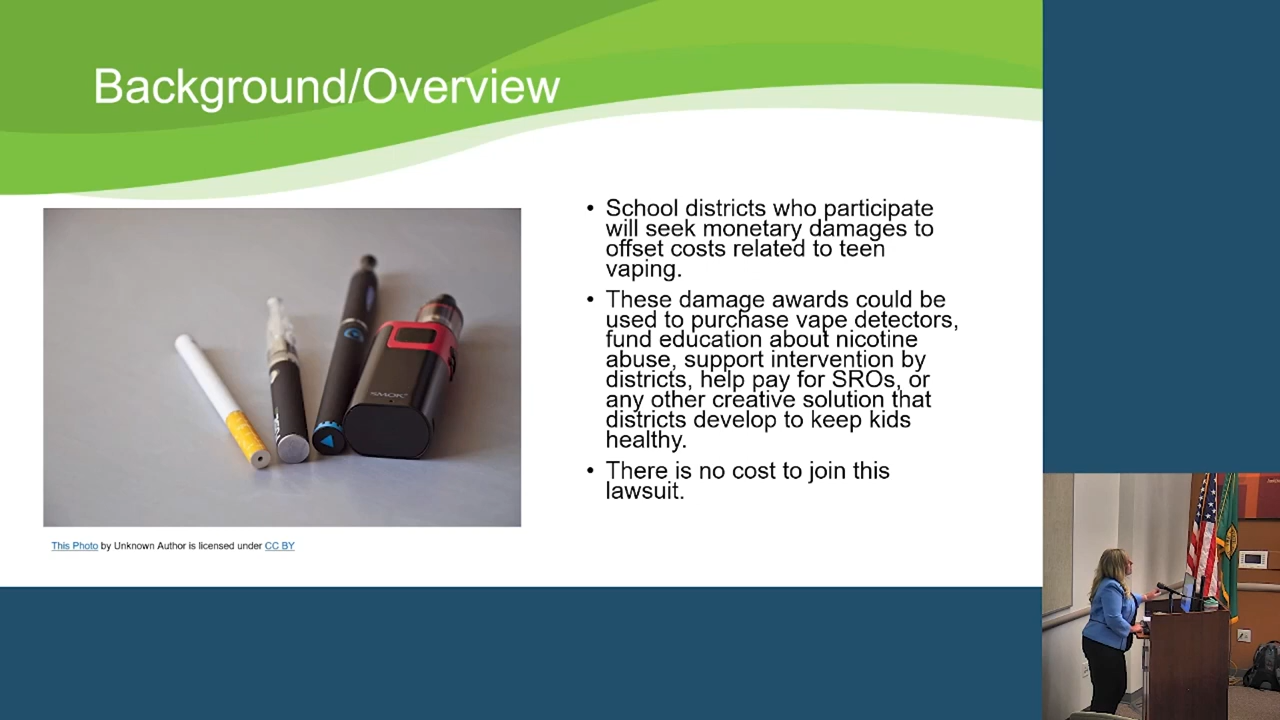 Background/Overview
• School districts who participate
will seek monetary damages to
offset costs related to teen
vaping.
• These damage awards could be
used to purchase vape detectors,
fund education about nicotine
abuse, support intervention by
districts, help pay for SROs, or
any other creative solution that
districts develop to keep kids
healthy.
• There is no cost to join this
lawsuit.
SMOK
This Photo by Unknown Author is licensed under CC BY